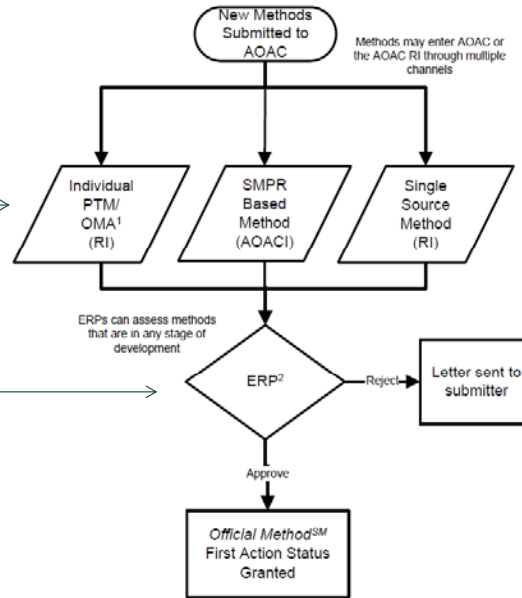 New Methods
Submitted to
AOAC
Methods may enter AOAC or
the AOAC RI through multiple
channels
Individual
PTM/
OMA¹
(RI)
SMPR
Based
Method
(AOACI)
Single
Source
Method
(RI)
ERPs can assess methods
that are in any stage of
development
ERP²
Reject
Letter sent to
submitter
Approve
Official Method℠
First Action Status
Granted